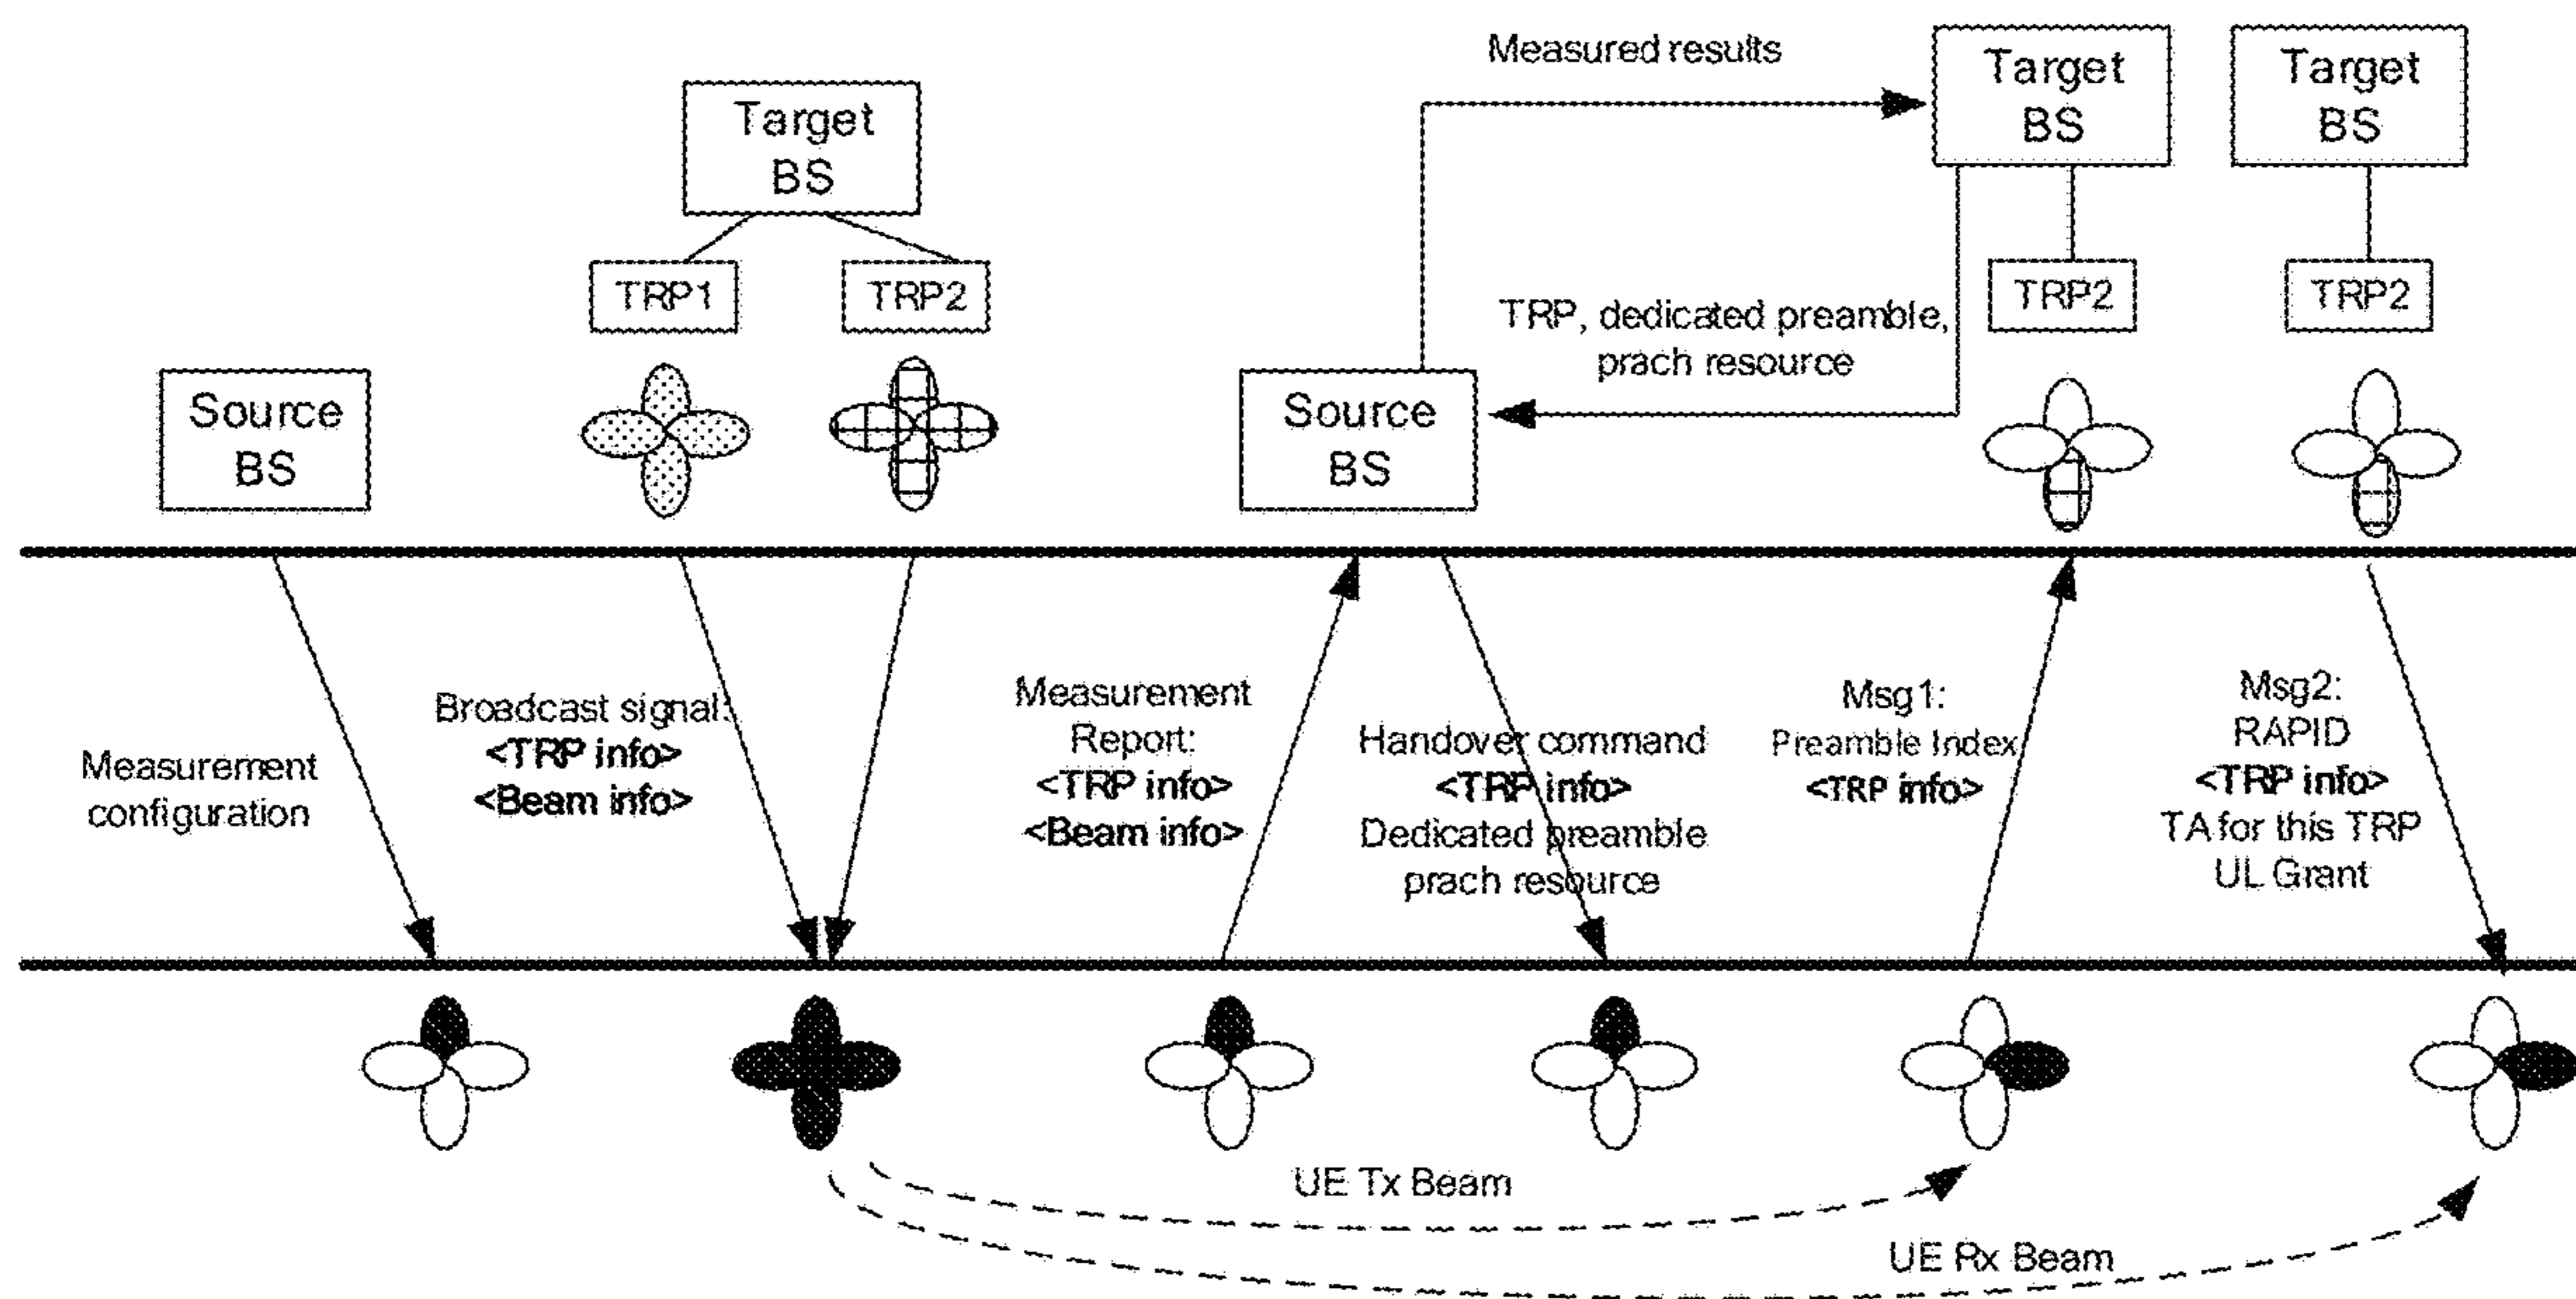 Measured results
Target
BS
Target
BS
Target
BS
TRP1
TRP2
TRP2
TRP2
TRP, dedicated preamble,
prach resource
Source
BS
Source
BS
Measurement
configuration
Broadcast signal:
<TRP info>
<Beam info>
Measurement
Report:
<TRP info>
<Beam info>
Handover command
<TRP info>
Dedicated preamble
prach resource
Msg1:
Preamble Index
<TRP info>
Msg2:
RAPID
<TRP info>
TA for this TRP
UL Grant
UE Tx Beam
UE Rx Beam